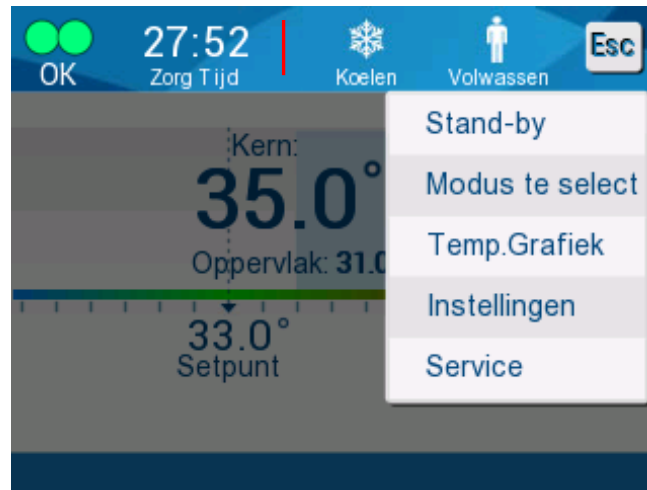 OK
27:52
Zorg Tijd
Koelen
Volwassen
Esc
Kern:
35.0°
Oppervlak: 31.0
33.0°
Setpunt
Stand-by
Modus te select
Temp.Grafiek
Instellingen
Service